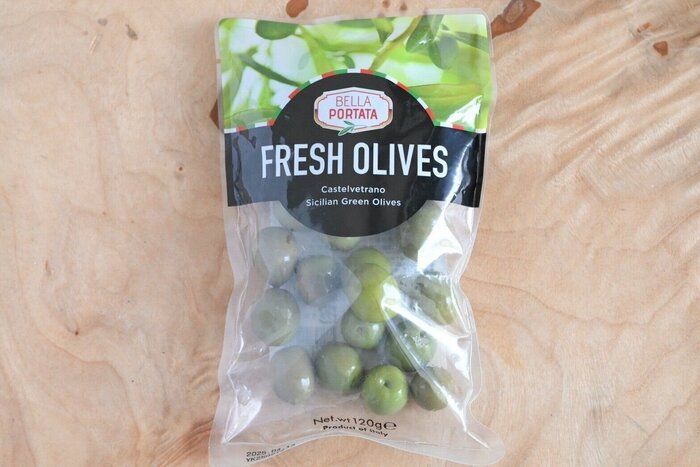 BELLA
PORTATA
FRESH OLIVES
Castelvetrano
Sicilian Green Olives
Net.wt 120g℮
Product of Italy